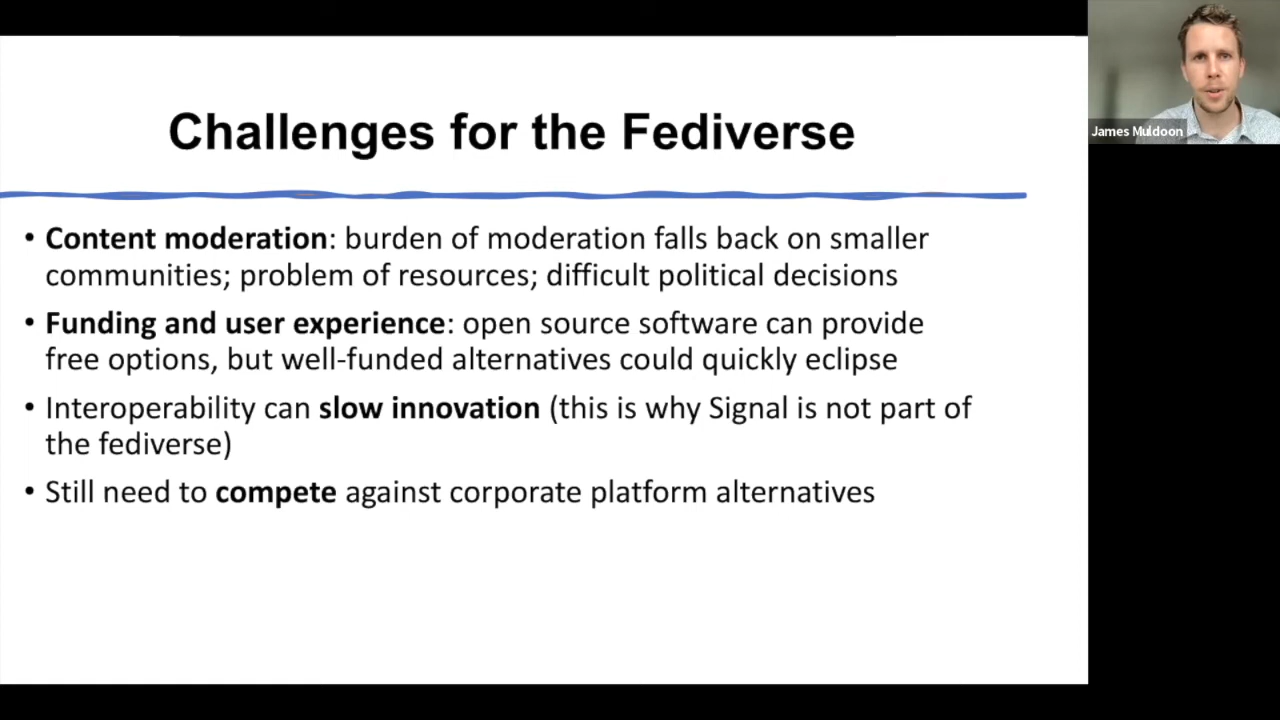 Challenges for the Fediverse
James Muldoon
• Content moderation: burden of moderation falls back on smaller
communities; problem of resources; difficult political decisions
• Funding and user experience: open source software can provide
free options, but well-funded alternatives could quickly eclipse
• Interoperability can slow innovation (this is why Signal is not part of
the fediverse)
• Still need to compete against corporate platform alternatives